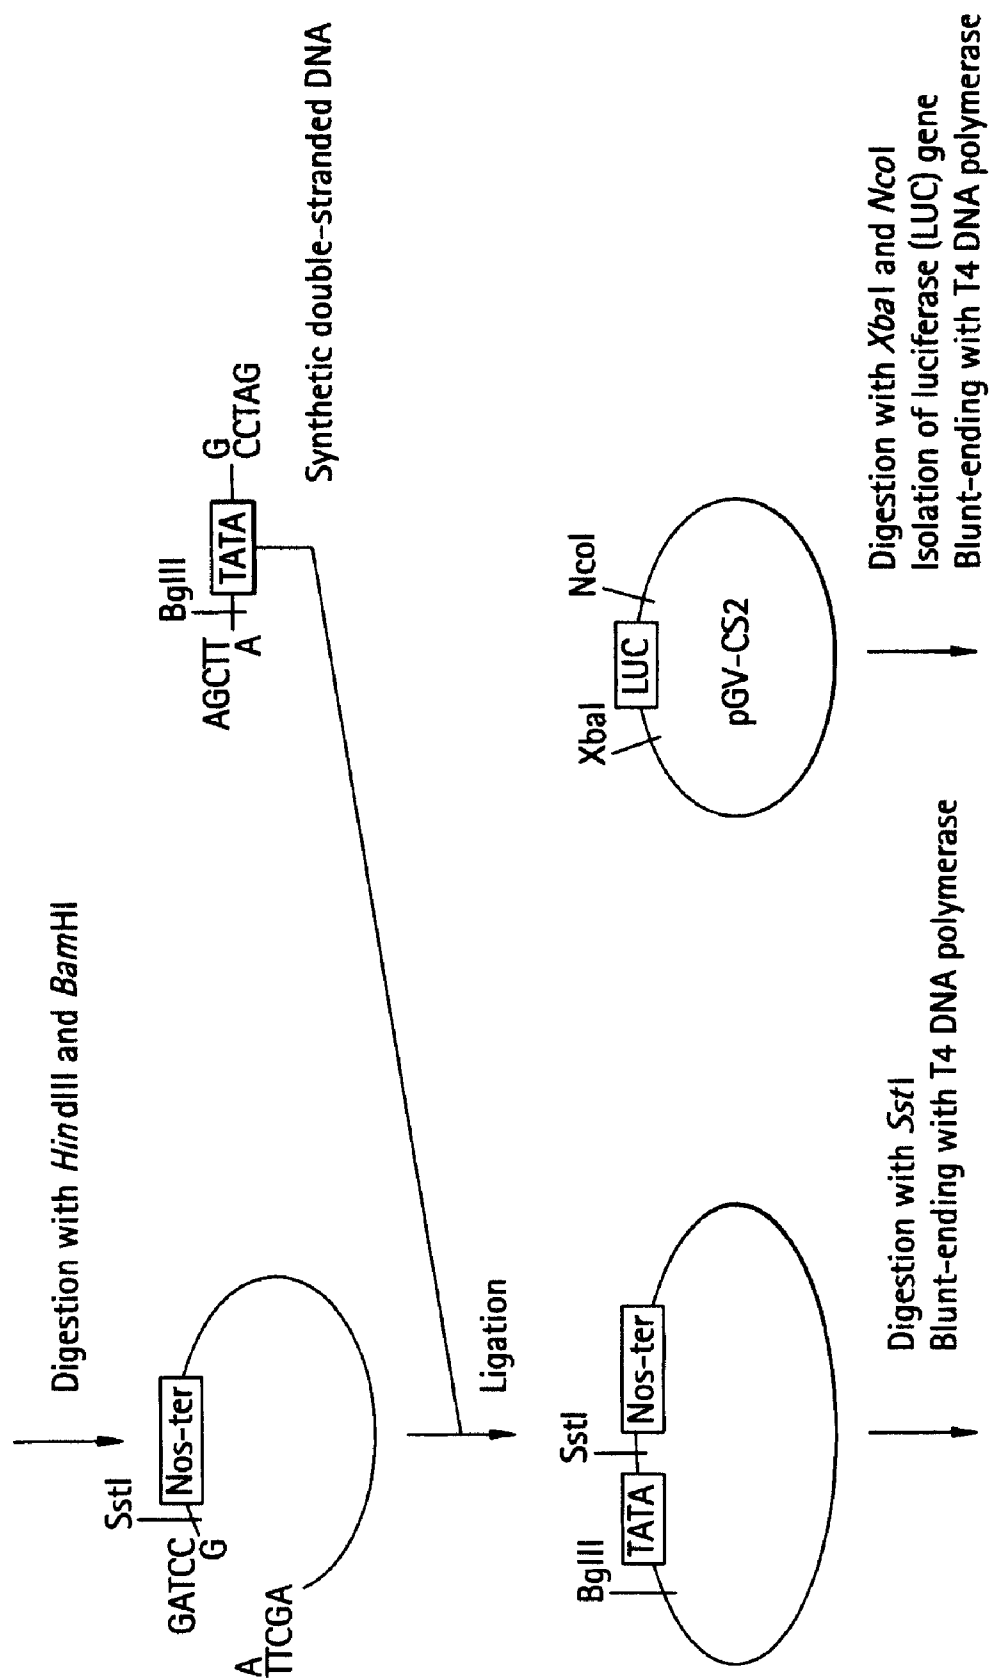 Digestion with HindIII and BamHI
SstI
GATCC
G
Nos-ter
A
TTCGA
BglII
AGCTT
A
TATA
G
CCTAG
Synthetic double-stranded DNA
Ligation
BglII
TATA
SstI
Nos-ter
XbaI
LUC
NcoI
pGV-CS2
Digestion with SstI
Blunt-ending with T4 DNA polymerase
Digestion with XbaI and NcoI
Isolation of luciferase (LUC) gene
Blunt-ending with T4 DNA polymerase